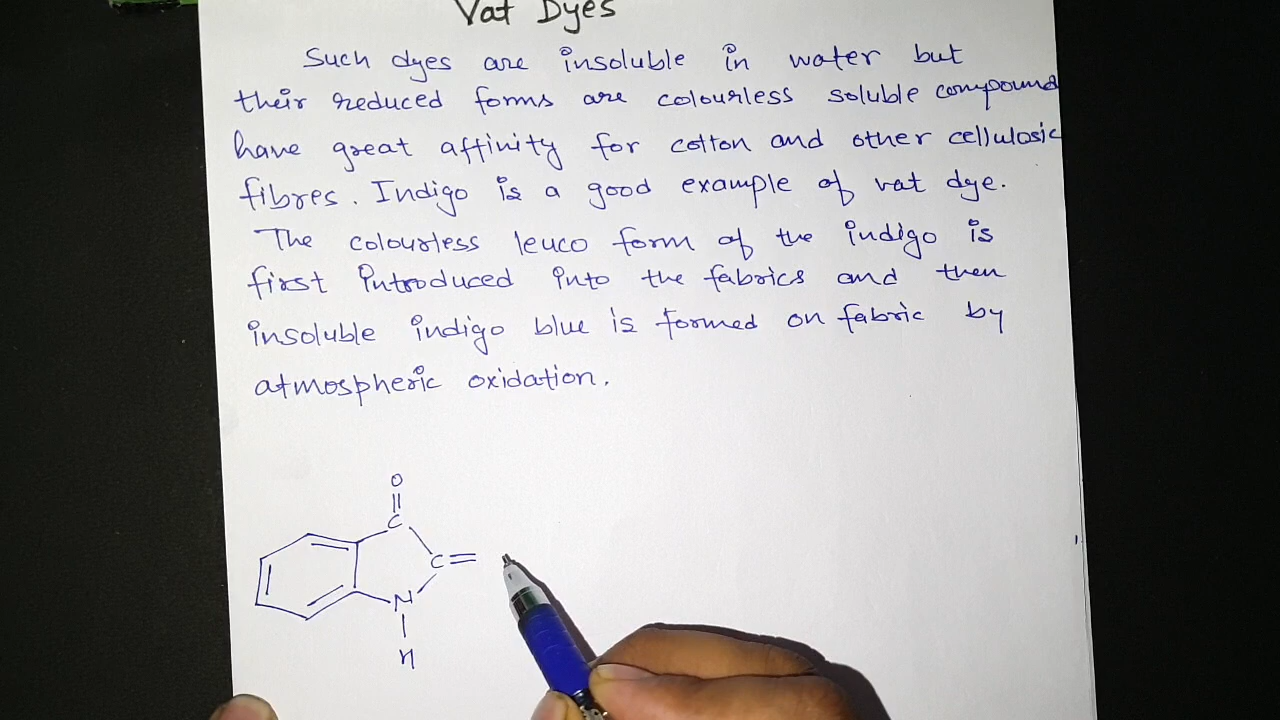 Vat Dyes
Such dyes are insoluble in water but
their reduced forms are colourless soluble compound
have great affinity for cotton and other cellulosic
fibres. Indigo is a good example of vat dye.
The colourless leuco form of the indigo is
first introduced into the fabrics and then
insoluble indigo blue is formed on fabric by
atmospheric oxidation.
O
C
C=
N
H